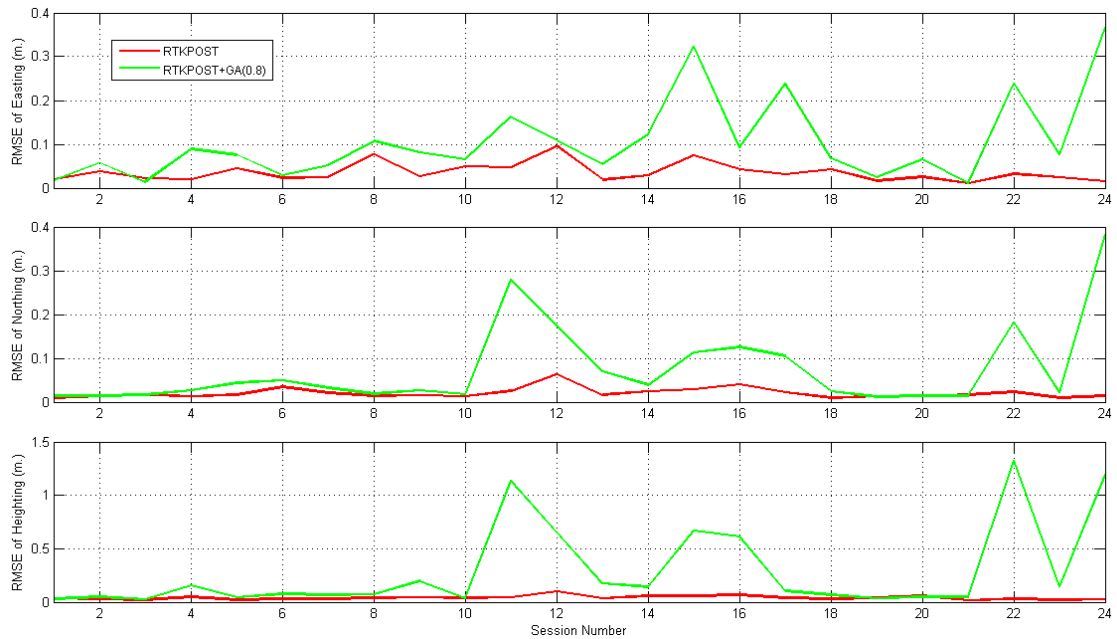 0.4
0.3
0.2
0.1
0
RMSE of Easting (m.)
RTKPOST
RTKPOST+GA(0.8)
2 4 6 8 10 12 14 16 18 20 22 24
0.4
0.3
0.2
0.1
0
RMSE of Northing (m.)
2 4 6 8 10 12 14 16 18 20 22 24
1.5
1
0.5
0
RMSE of Heighting (m.)
2 4 6 8 10 12 14 16 18 20 22 24
Session Number